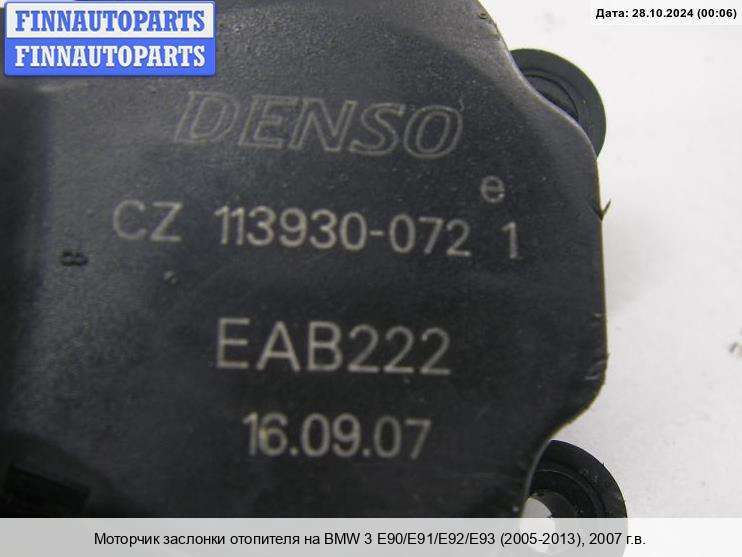 FINNAUTOPARTS
FINNAUTOPARTS
Дата: 28.10.2024 (00:06)
DENSO
e
CZ 113930-072 1
8
EAB222
16.09.07
Моторчик заслонки отопителя на BMW 3 E90/E91/E92/E93 (2005-2013), 2007 г.в.